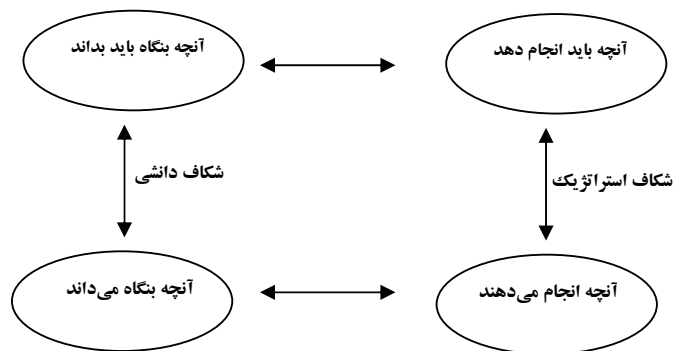 آنچه باید انجام دهد
آنچه بنگاه باید بداند
شکاف استراتژیک
شکاف دانشی
آنچه انجام می‌دهند
آنچه بنگاه می‌داند